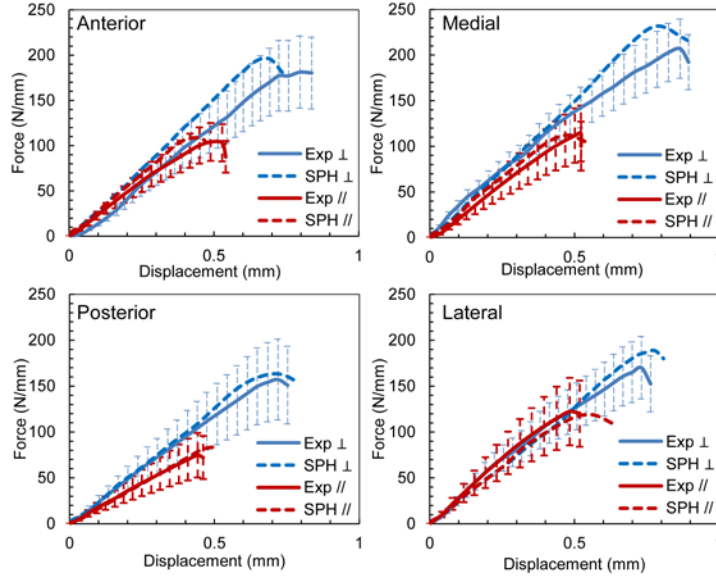 Anterior
Force (N/mm)
250
200
150
100
50
0
Exp ⊥
SPH ⊥
Exp //
SPH //
0
0.5
1
Displacement (mm)
Medial
Force (N/mm)
250
200
150
100
50
0
Exp ⊥
SPH ⊥
Exp //
SPH //
0
0.5
1
Displacement (mm)
Posterior
Force (N/mm)
250
200
150
100
50
0
Exp ⊥
SPH ⊥
Exp //
SPH //
0
0.5
1
Displacement (mm)
Lateral
Force (N/mm)
250
200
150
100
50
0
Exp ⊥
SPH ⊥
Exp //
SPH //
0
0.5
1
Displacement (mm)